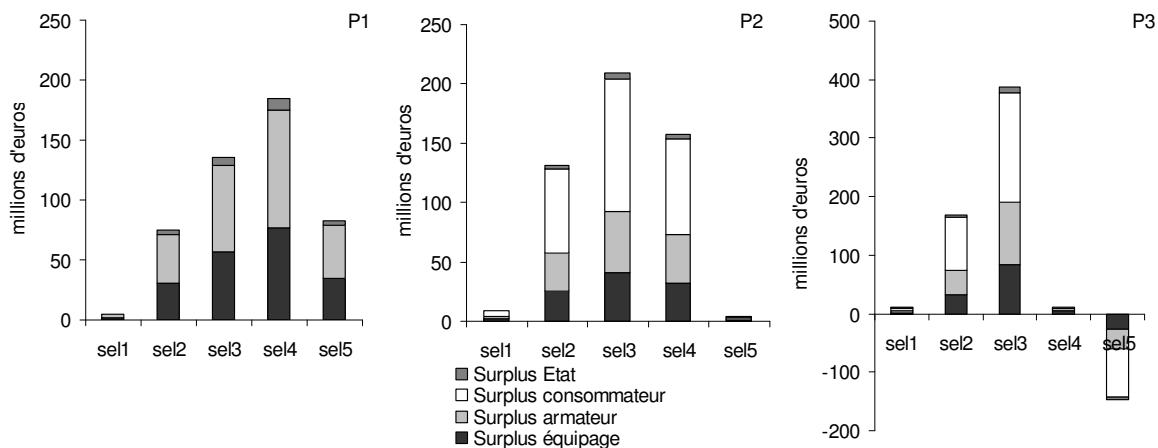 P1
250
200
150
100
50
0
millions d'euros
sel1 sel2 sel3 sel4 sel5
P2
250
200
150
100
50
0
millions d'euros
sel1 sel2 sel3 sel4 sel5
Surplus Etat
Surplus consommateur
Surplus armateur
Surplus équipage
P3
500
400
300
200
100
0
-100
-200
millions d'euros
sel1 sel2 sel3 sel4 sel5